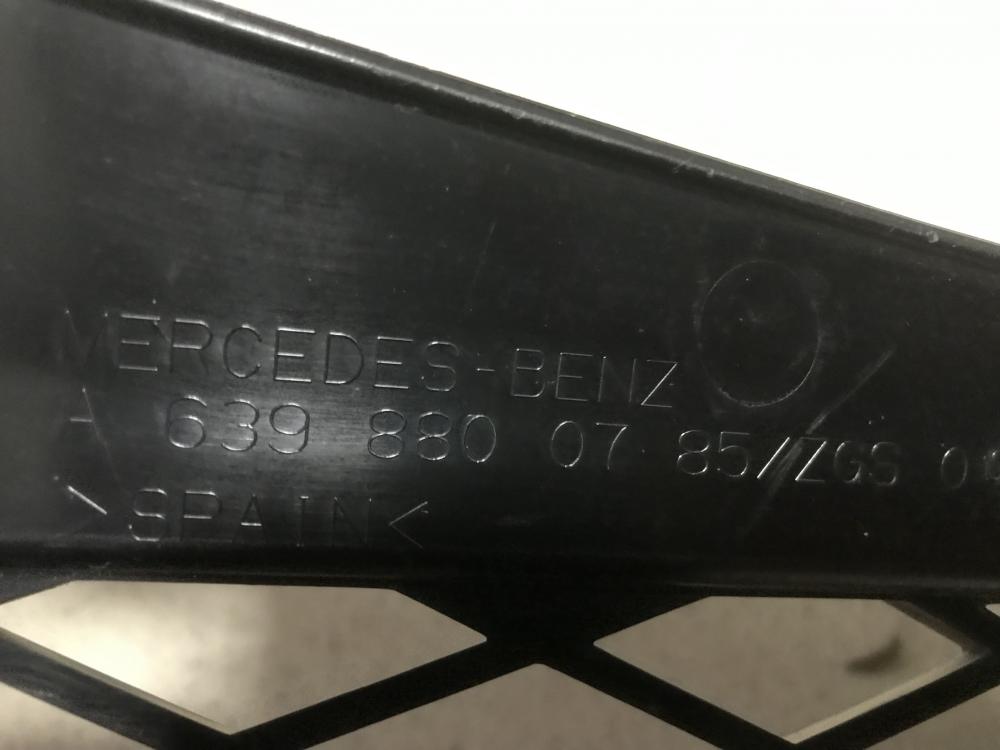 MERCEDES-BENZ
A 639 880 07 85//ZGS
>SPAIN<